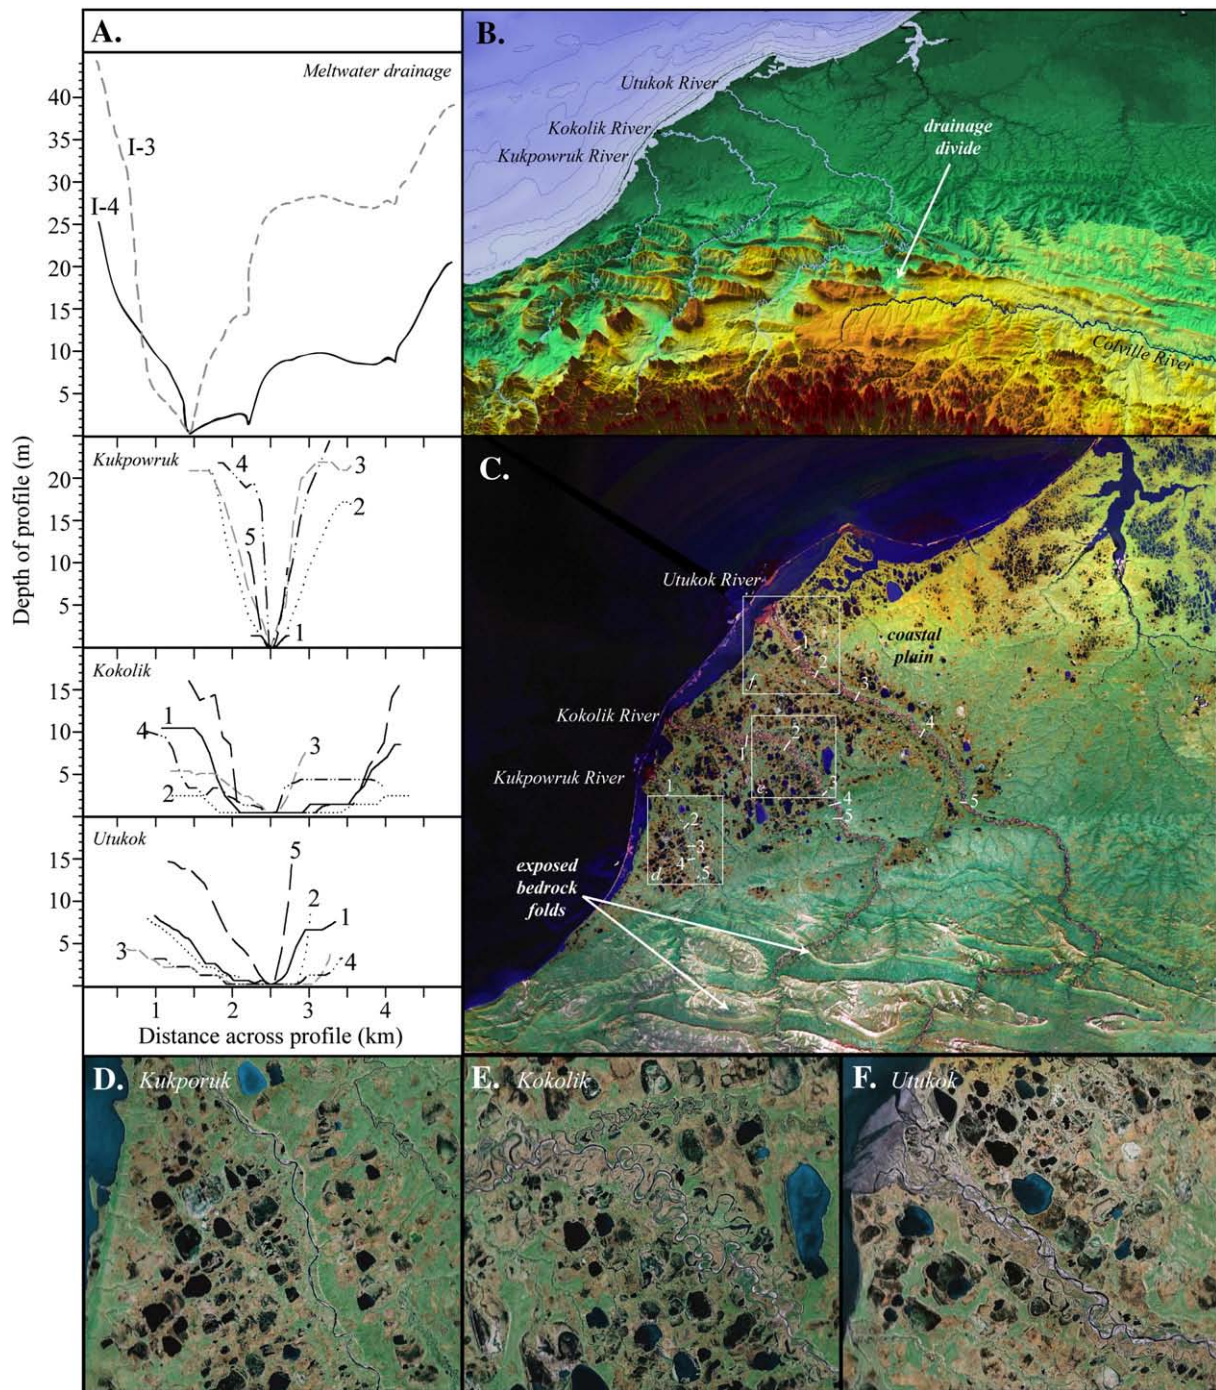 A.
Meltwater drainage
40
35
30
25
20
15
10
5
I-3
I-4
Depth of profile (m)
Kukpowruk
20
15
10
5
4
3
2
5
1
Kokolik
15
10
5
1
4
3
2
Utukok
15
10
5
5
2
1
3
4
1 2 3 4
Distance across profile (km)
B.
Utukok River
Kokolik River
Kukpowruk River
drainage
divide
Colville River
C.
Utukok River
coastal
plain
Kokolik River
Kukpowruk River
exposed
bedrock
folds
1
2
3
4
5
f
1
2
3
4
5
e
1
2
3
4
5
d
D. Kukporuk
E. Kokolik
F. Utukok